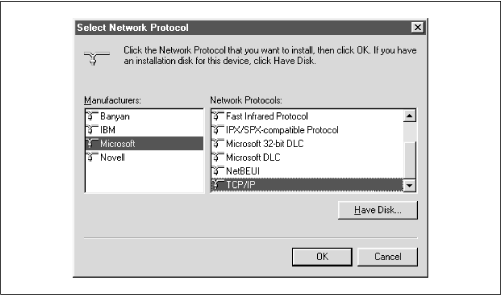 Select Network Protocol
Click the Network Protocol that you want to install, then click OK. If you have
an installation disk for this device, click Have Disk.
Manufacturers:
Banyan
IBM
Microsoft
Novell
Network Protocols:
Fast Infrared Protocol
IPX/SPX-compatible Protocol
Microsoft 32-bit DLC
Microsoft DLC
NetBEUI
TCP/IP
Have Disk...
OK
Cancel